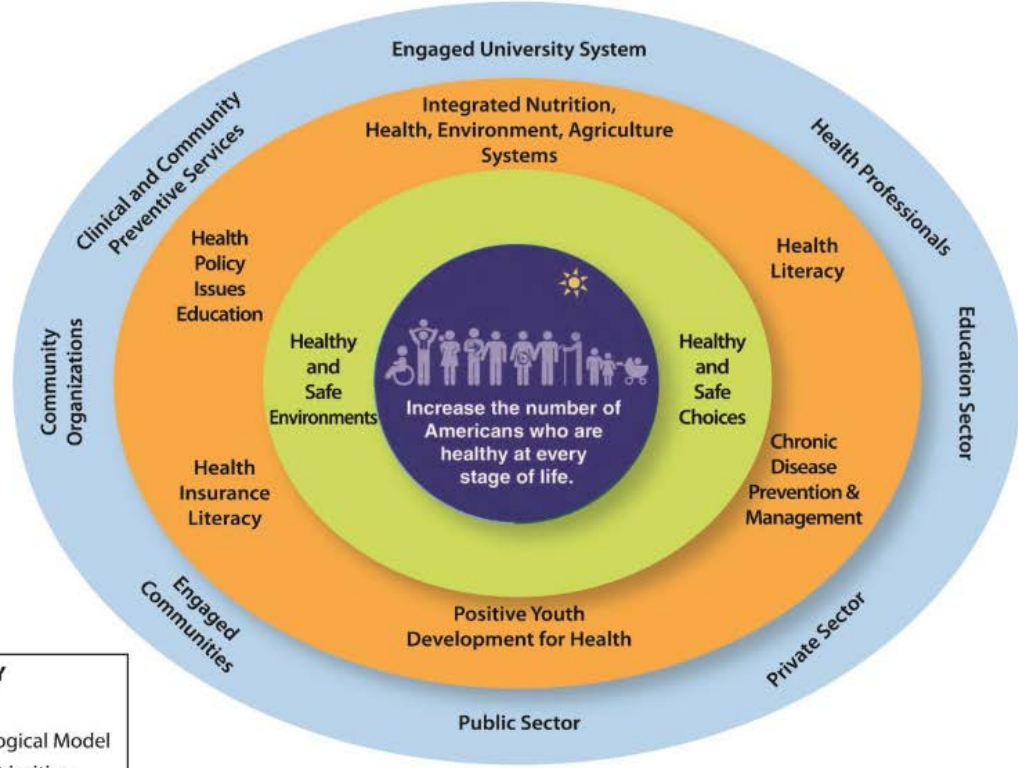 Engaged University System
Integrated Nutrition,
Health, Environment, Agriculture
Systems
Clinical and Community
Preventive Services
Health Professionals
Health
Policy
Issues
Education
Health
Literacy
Healthy
and
Safe
Environments
Increase the number of
Americans who are
healthy at every
stage of life.
Healthy
and
Safe
Choices
Community
Organizations
Education Sector
Health
Insurance
Literacy
Chronic
Disease
Prevention &
Management
Engaged
Communities
Positive Youth
Development for Health
Private Sector
Public Sector
Y
ogical Model